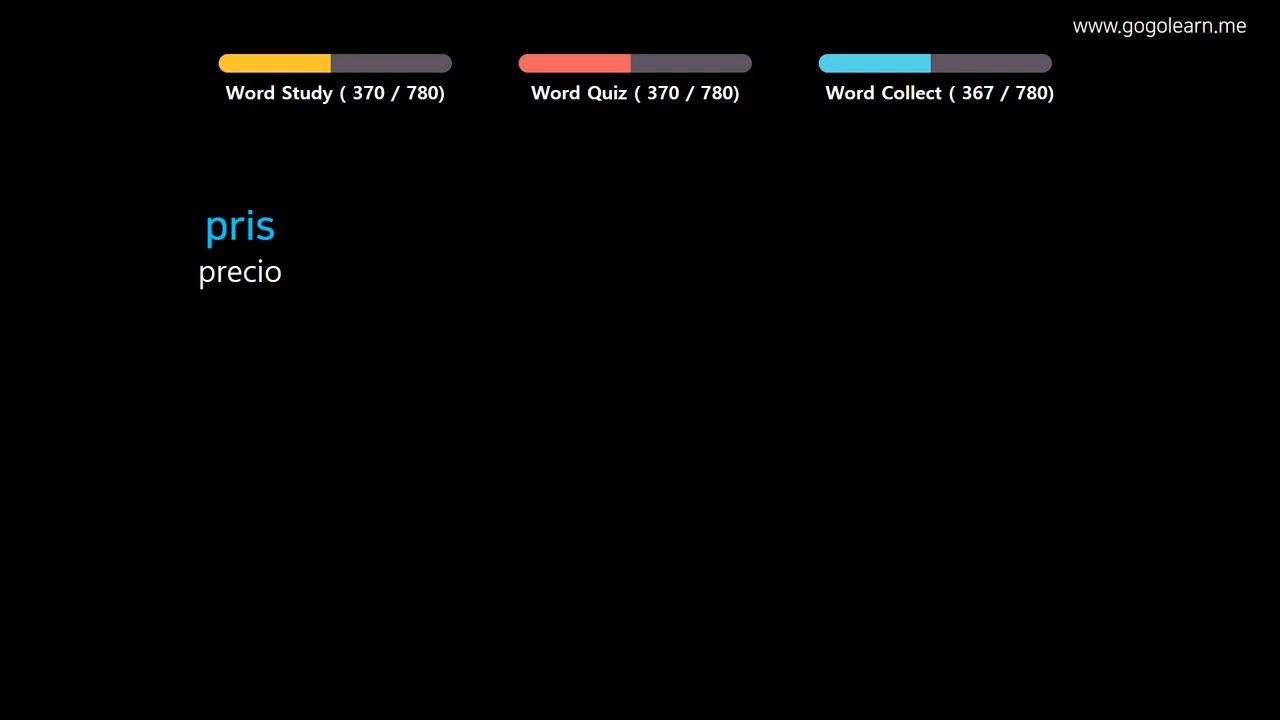 www.gogolearn.me
Word Study ( 370 / 780)
Word Quiz ( 370 / 780)
Word Collect ( 367 / 780)
pris
precio